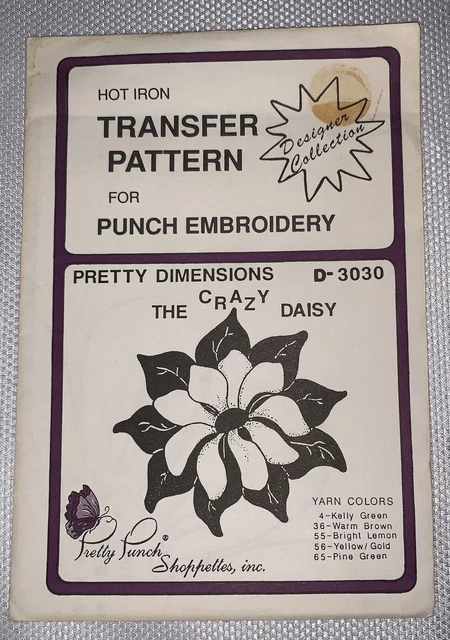 HOT IRON
TRANSFER
PATTERN
FOR
PUNCH EMBROIDERY
Designer
Collection
PRETTY DIMENSIONS D-3030
THE CRAZY DAISY
YARN COLORS
4-Kelly Green
36-Warm Brown
55-Bright Lemon
56-Yellow/Gold
65-Pine Green
Pretty Punch®
Shoppettes, inc.